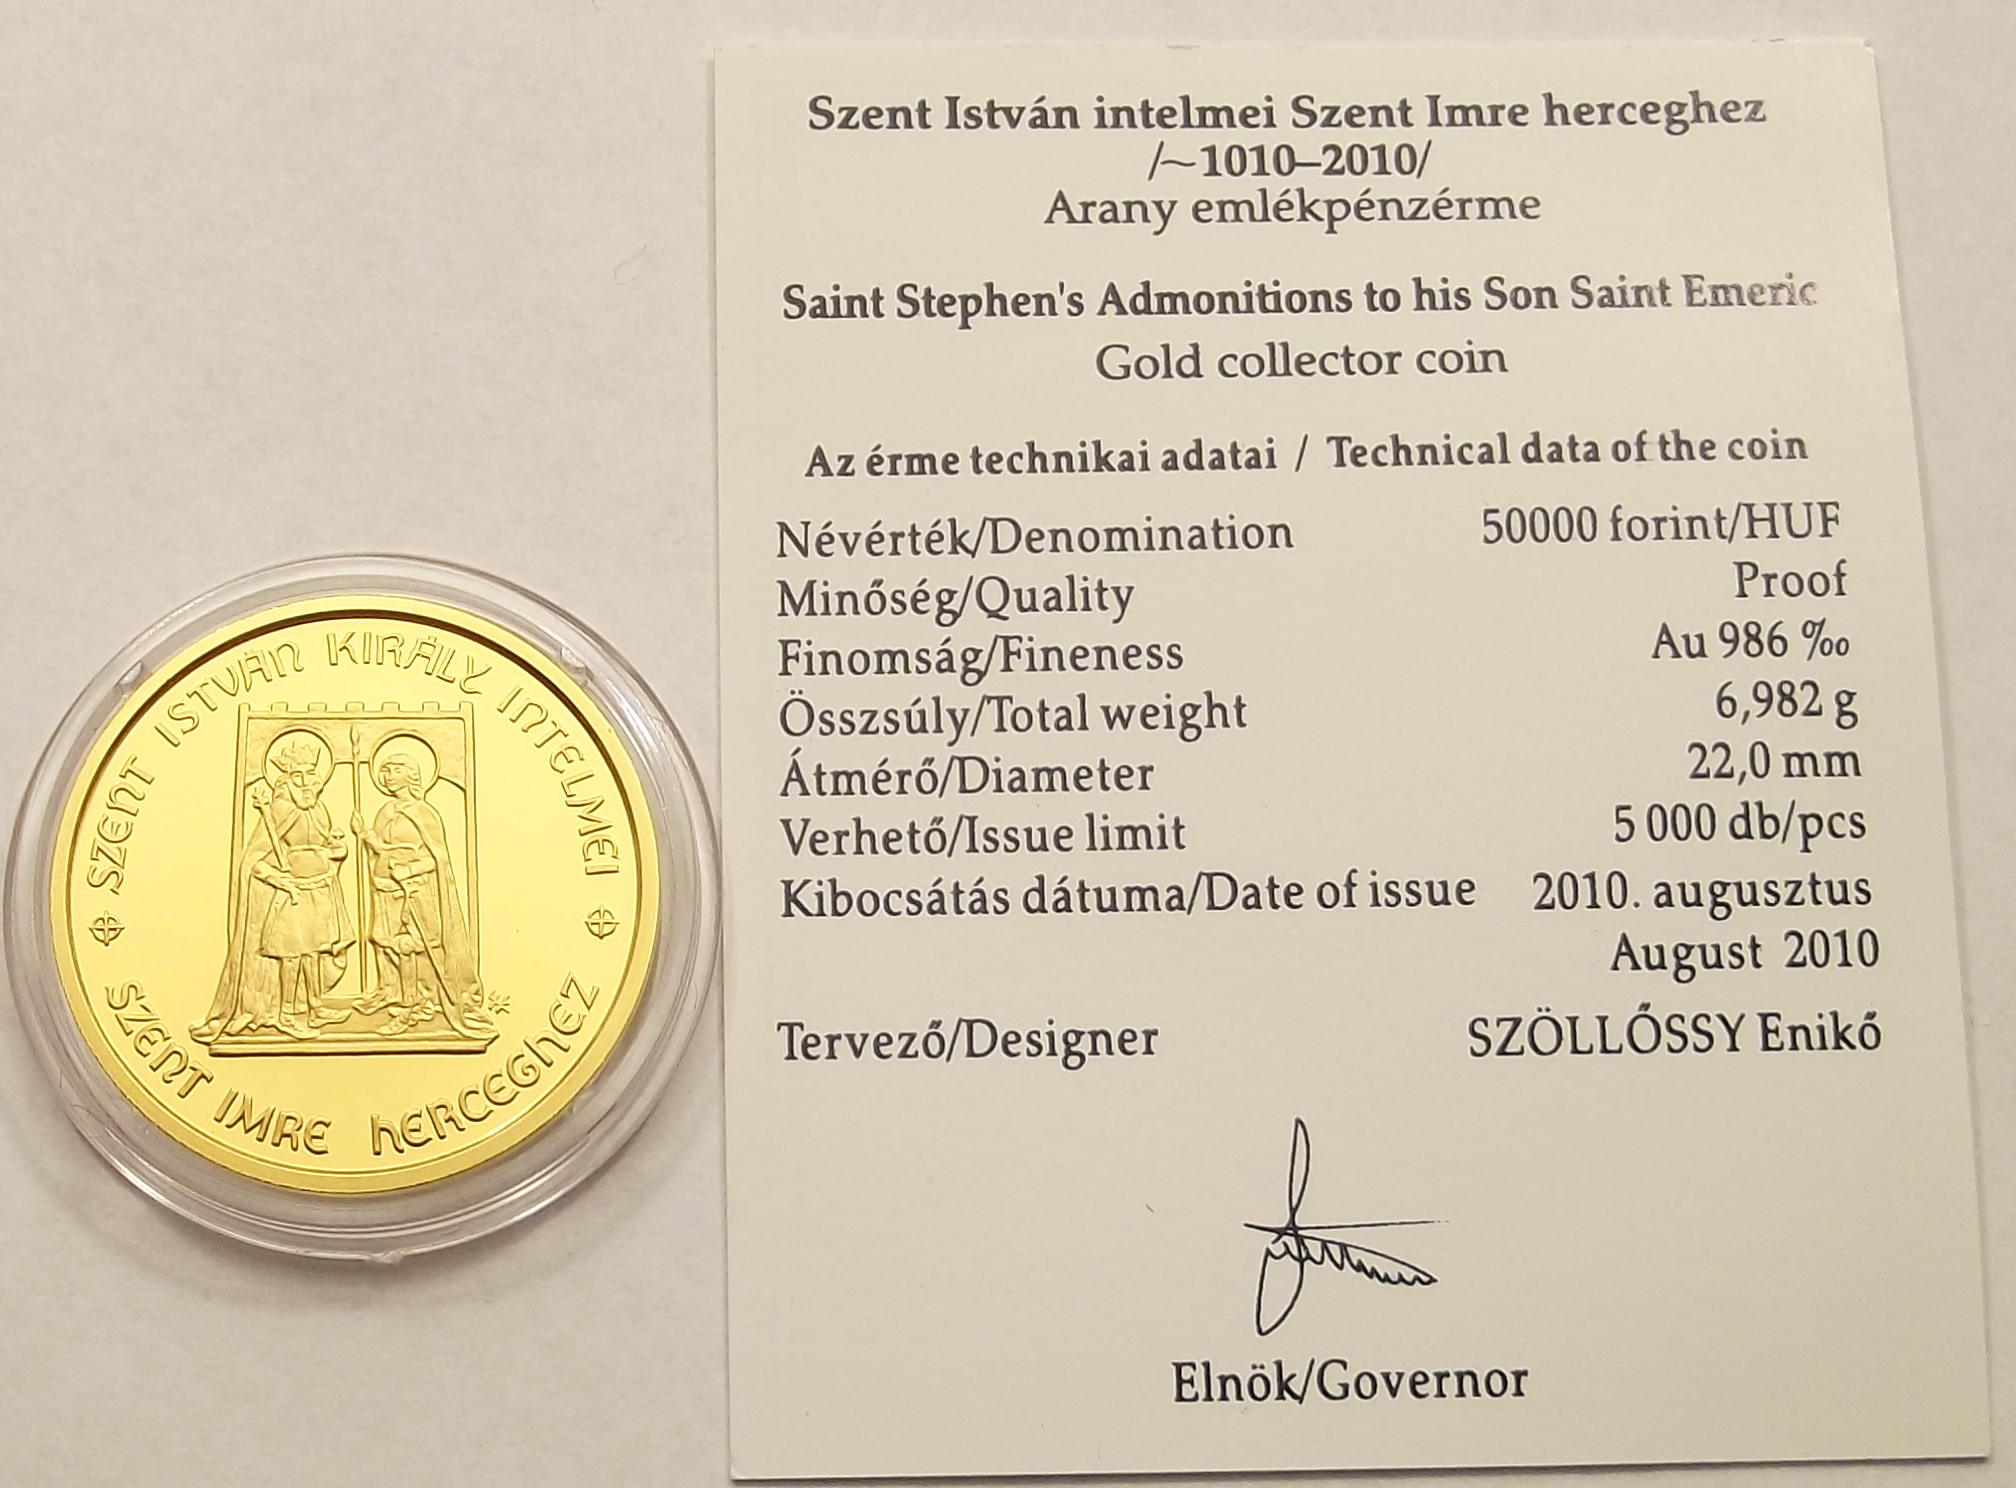 SZENT ISTVÁN KIRÁLY INTELMEI
SZENT IMRE HERCEGHEZ
Szent István intelmei Szent Imre herceghez
/~1010–2010/
Arany emlékpénzérme
Saint Stephen's Admonitions to his Son Saint Emeric
Gold collector coin
Az érme technikai adatai / Technical data of the coin
Névérték/Denomination 50000 forint/HUF
Minőség/Quality Proof
Finomság/Fineness Au 986 ‰
Összsúly/Total weight 6,982 g
Átmérő/Diameter 22,0 mm
Verhető/Issue limit 5 000 db/pcs
Kibocsátás dátuma/Date of issue 2010. augusztus
August 2010
Tervező/Designer SZÖLLŐSSY Enikő
Elnök/Governor